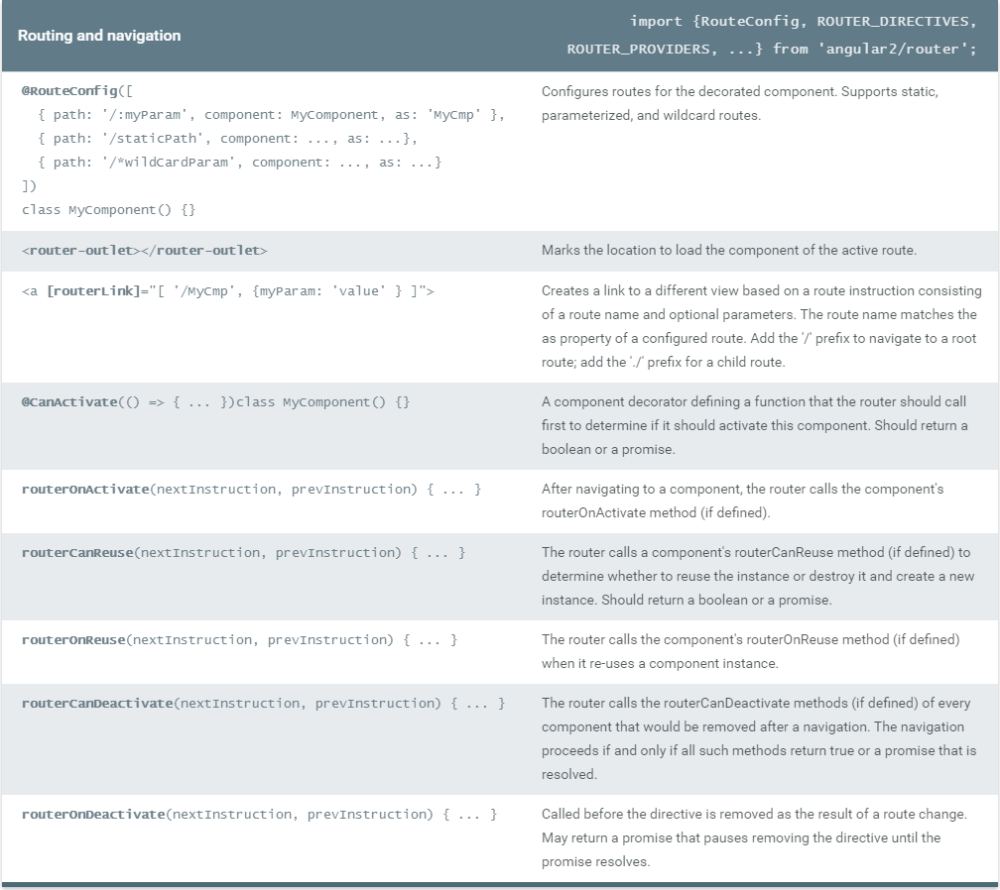 Routing and navigation
import {RouteConfig, ROUTER_DIRECTIVES,
ROUTER_PROVIDERS, ...} from 'angular2/router';
@RouteConfig([
  { path: '/:myParam', component: MyComponent, as: 'MyCmp' },
  { path: '/staticPath', component: ..., as: ...},
  { path: '/*wildCardParam', component: ..., as: ...}
])
class MyComponent() {}
Configures routes for the decorated component. Supports static,
parameterized, and wildcard routes.
<router-outlet></router-outlet>
Marks the location to load the component of the active route.
<a [routerLink]="[ '/MyCmp', {myParam: 'value' } ]">
Creates a link to a different view based on a route instruction consisting
of a route name and optional parameters. The route name matches the
as property of a configured route. Add the '/' prefix to navigate to a root
route; add the './' prefix for a child route.
@CanActivate(() => { ... })class MyComponent() {}
A component decorator defining a function that the router should call
first to determine if it should activate this component. Should return a
boolean or a promise.
routerOnActivate(nextInstruction, prevInstruction) { ... }
After navigating to a component, the router calls the component's
routerOnActivate method (if defined).
routerCanReuse(nextInstruction, prevInstruction) { ... }
The router calls a component's routerCanReuse method (if defined) to
determine whether to reuse the instance or destroy it and create a new
instance. Should return a boolean or a promise.
routerOnReuse(nextInstruction, prevInstruction) { ... }
The router calls the component's routerOnReuse method (if defined)
when it re-uses a component instance.
routerCanDeactivate(nextInstruction, prevInstruction) { ... }
The router calls the routerCanDeactivate methods (if defined) of every
component that would be removed after a navigation. The navigation
proceeds if and only if all such methods return true or a promise that is
resolved.
routerOnDeactivate(nextInstruction, prevInstruction) { ... }
Called before the directive is removed as the result of a route change.
May return a promise that pauses removing the directive until the
promise resolves.